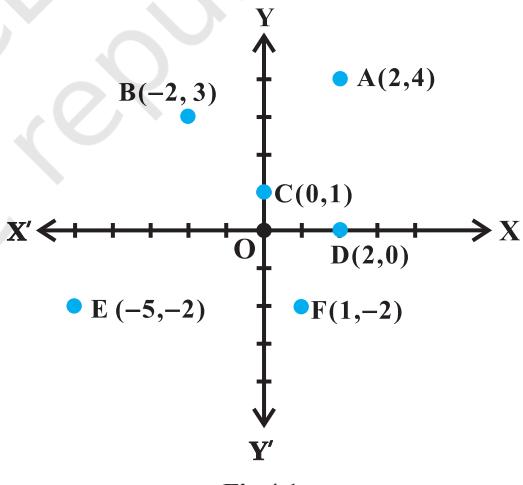 Y
A(2,4)
B(−2, 3)
C(0,1)
X′
X
O
D(2,0)
E (−5,−2)
F(1,−2)
Y′